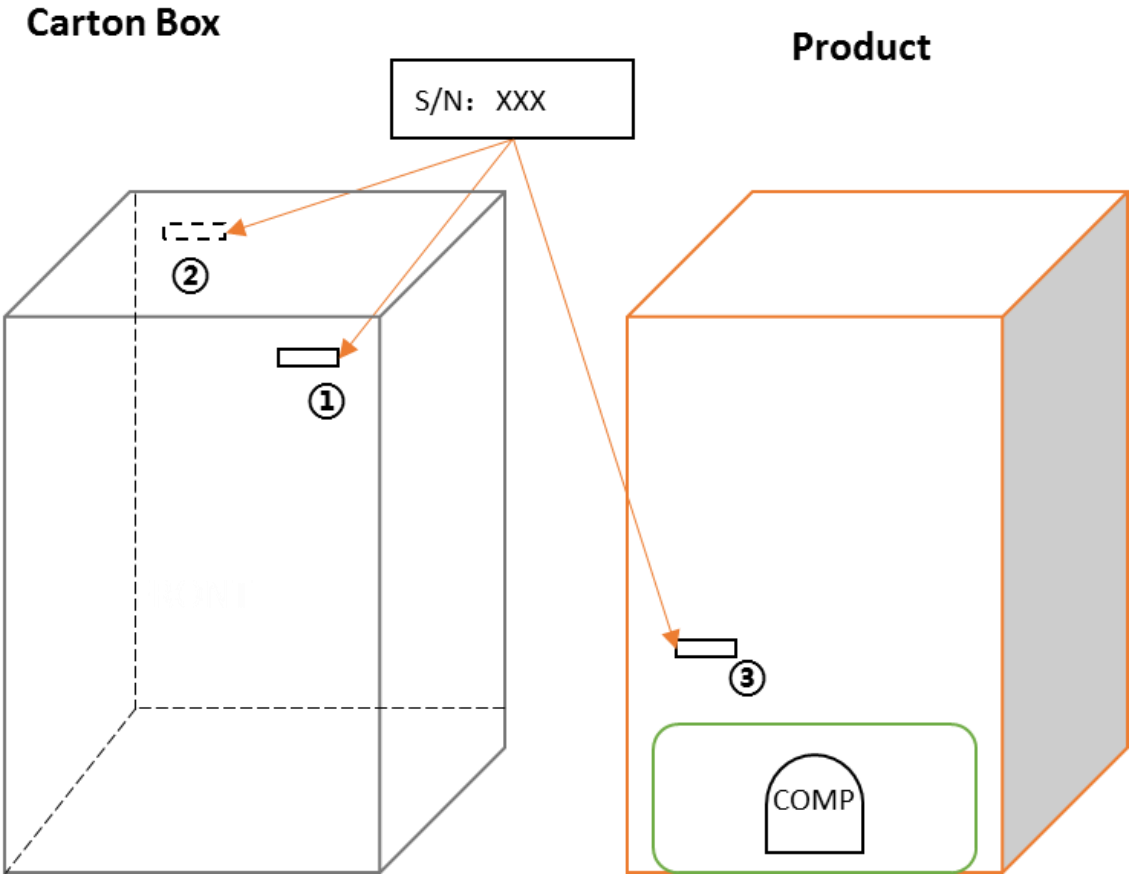 Carton Box
Product
S/N：XXX
②
①
③
COMP